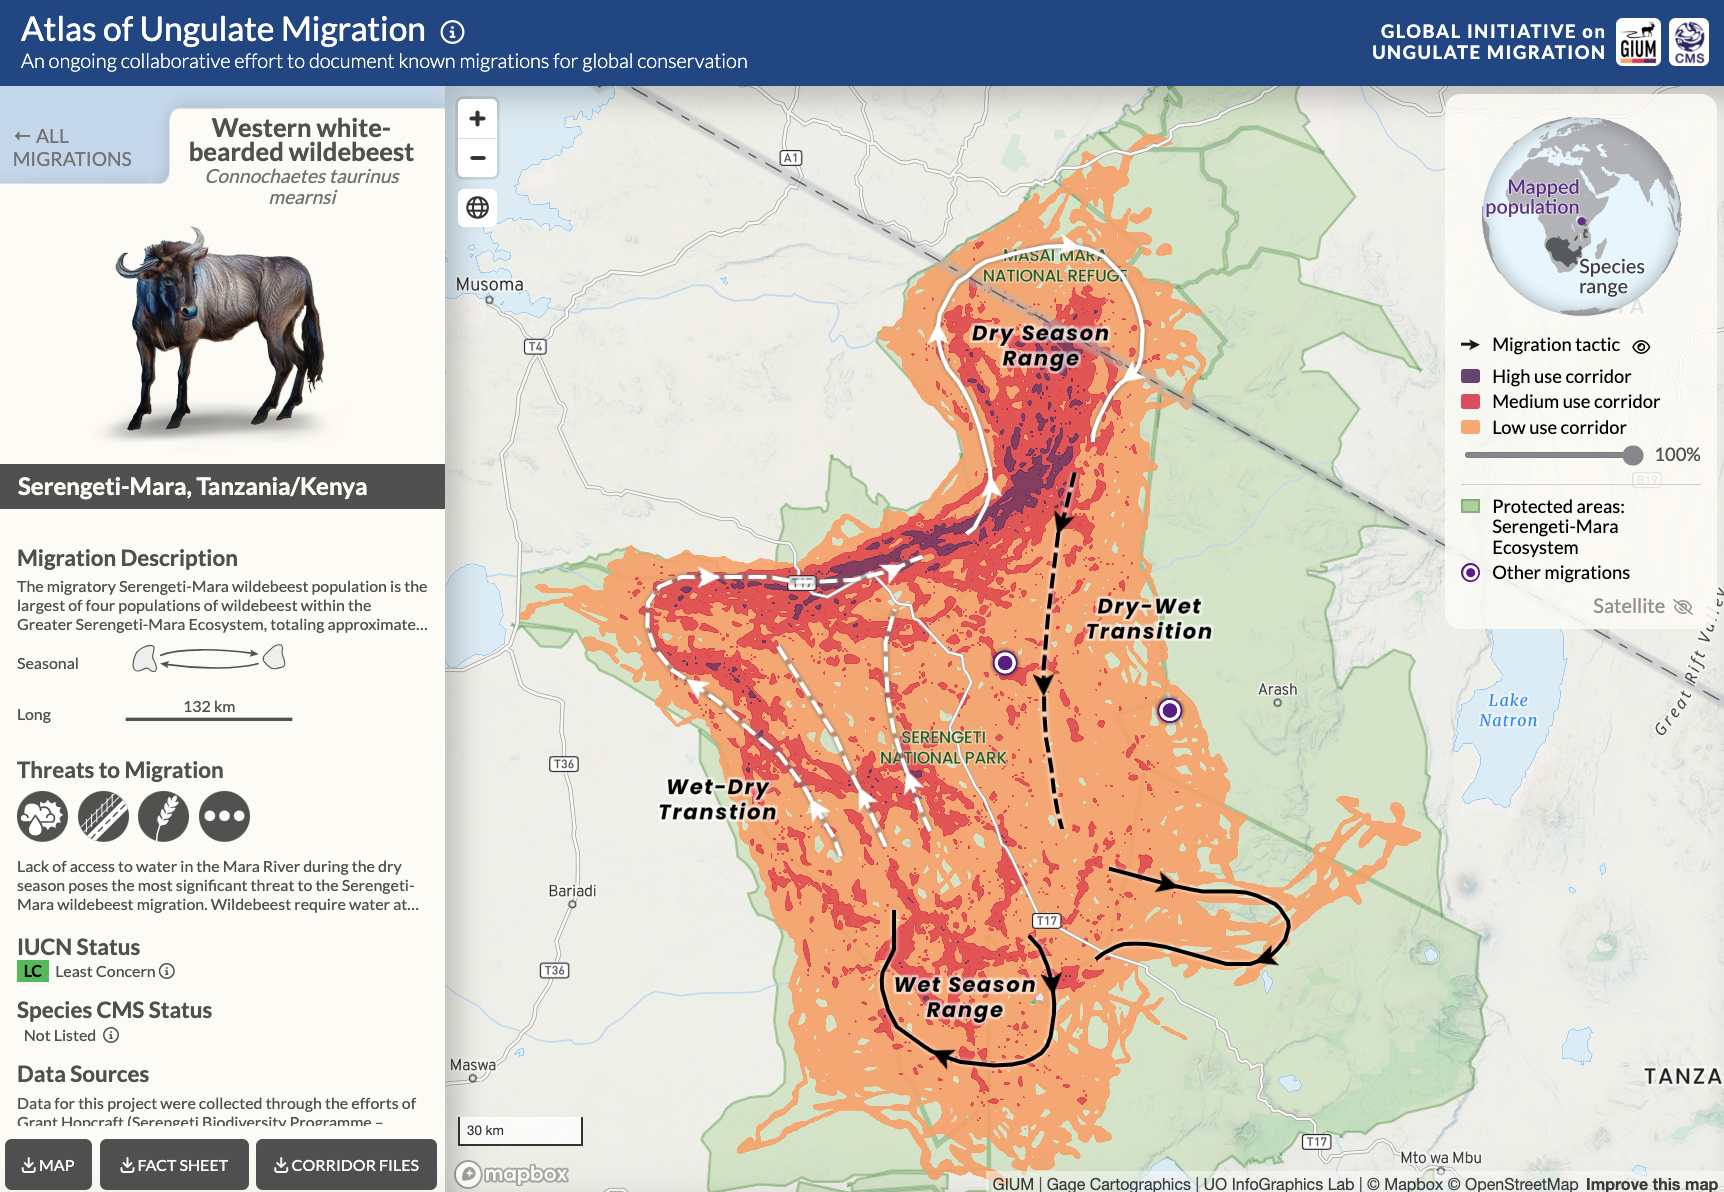 Atlas of Ungulate Migration
An ongoing collaborative effort to document known migrations for global conservation
GLOBAL INITIATIVE on
UNGULATE MIGRATION
GIUM
CMS
← ALL
MIGRATIONS
Western white-
bearded wildebeest
Connochaetes taurinus
mearnsi
Serengeti-Mara, Tanzania/Kenya
Migration Description
The migratory Serengeti-Mara wildebeest population is the
largest of four populations of wildebeest within the
Greater Serengeti-Mara Ecosystem, totaling approximate...
Seasonal
Long
132 km
Threats to Migration
Lack of access to water in the Mara River during the dry
season poses the most significant threat to the Serengeti-
Mara wildebeest migration. Wildebeest require water at...
IUCN Status
LC Least Concern
Species CMS Status
Not Listed
Data Sources
Data for this project were collected through the efforts of
Grant Hopcraft (Serengeti Biodiversity Programme –
MAP
FACT SHEET
CORRIDOR FILES
+
−
A1
Musoma
T4
MASAI MARA
NATIONAL REFUGE
Dry Season
Range
T17
Dry-Wet
Transition
Arash
SERENGETI
NATIONAL PARK
Lake
Natron
Great Rift Valley
T36
Wet-Dry
Transtion
Bariadi
T17
T36
Wet Season
Range
Maswa
TANZA
30 km
T17
Mto wa Mbu
mapbox
GIUM | Gage Cartographics | UO InfoGraphics Lab | © Mapbox © OpenStreetMap Improve this map
Mapped
population
Species
range
Migration tactic
High use corridor
Medium use corridor
Low use corridor
100%
B19
Protected areas:
Serengeti-Mara
Ecosystem
Other migrations
Satellite